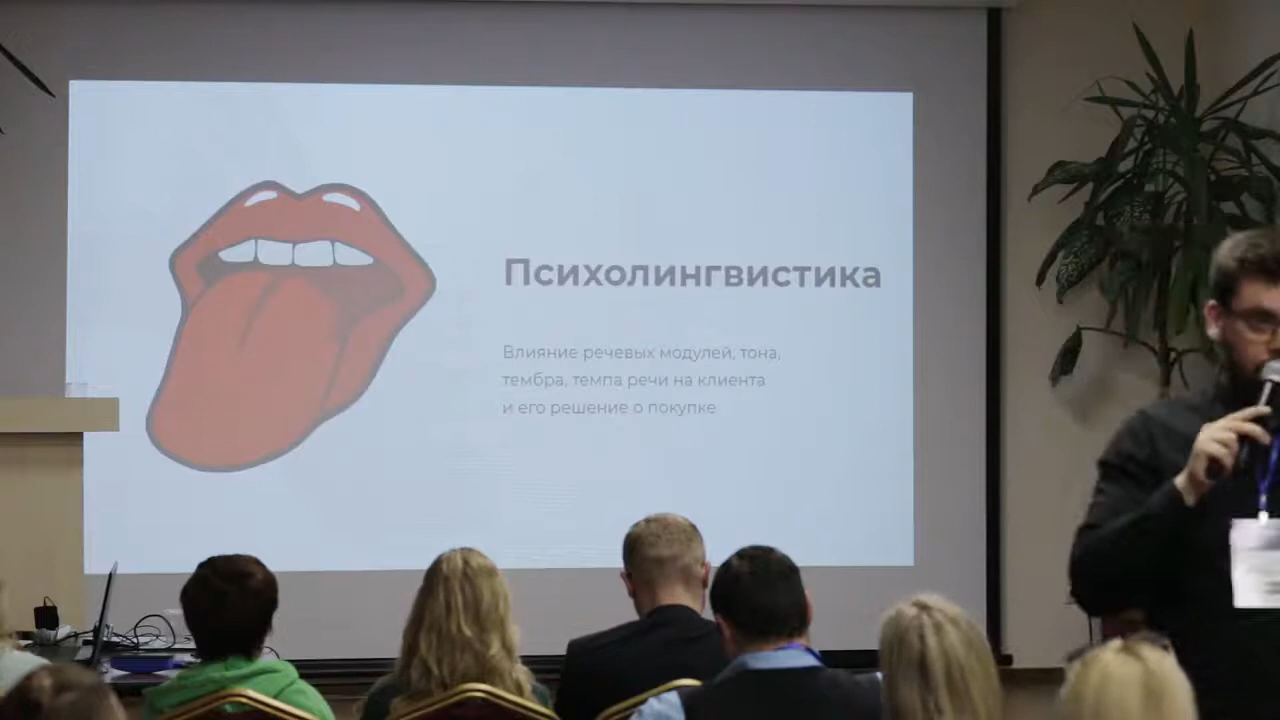 Психолингвистика
Влияние речевых модулей, тона,
тембра, темпа речи на клиента
и его решение о покупке